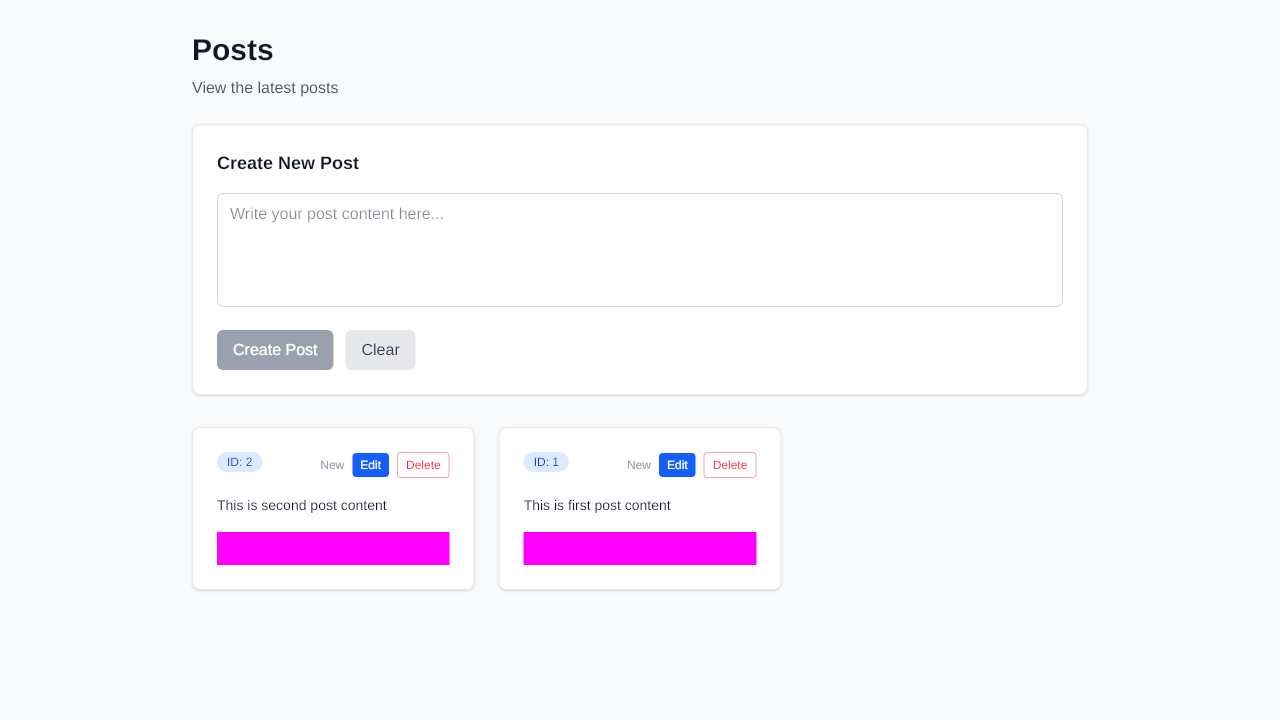 Posts
View the latest posts
Create New Post
Write your post content here...
Create Post
Clear
ID: 2
New
Edit
Delete
This is second post content
ID: 1
New
Edit
Delete
This is first post content